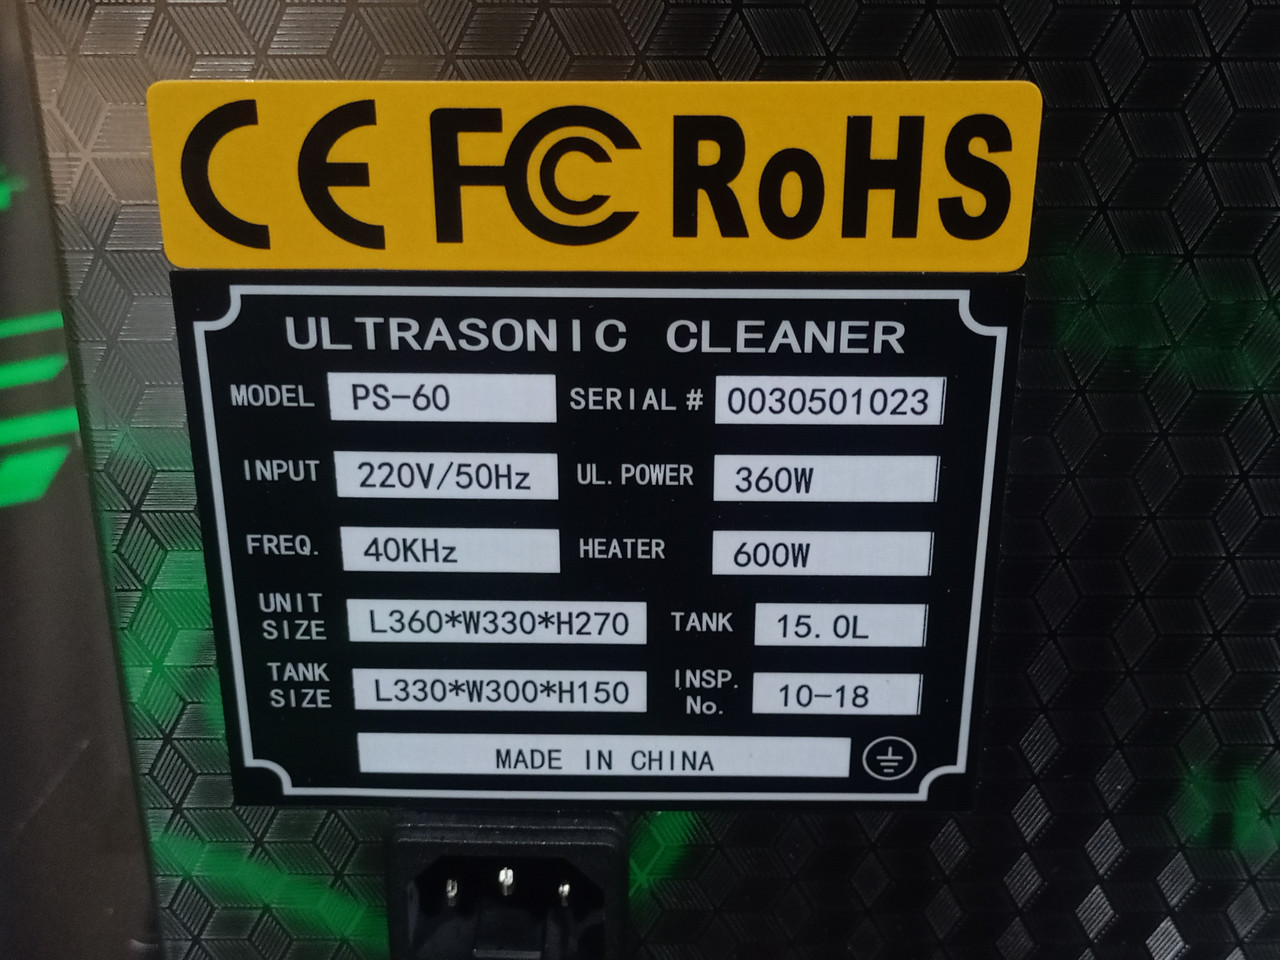 CE FC RoHS
ULTRASONIC CLEANER
MODEL PS-60 SERIAL # 0030501023
INPUT 220V/50Hz UL. POWER 360W
FREQ. 40KHz HEATER 600W
UNIT SIZE L360*W330*H270 TANK 15.0L
TANK SIZE L330*W300*H150 INSP. No. 10-18
MADE IN CHINA